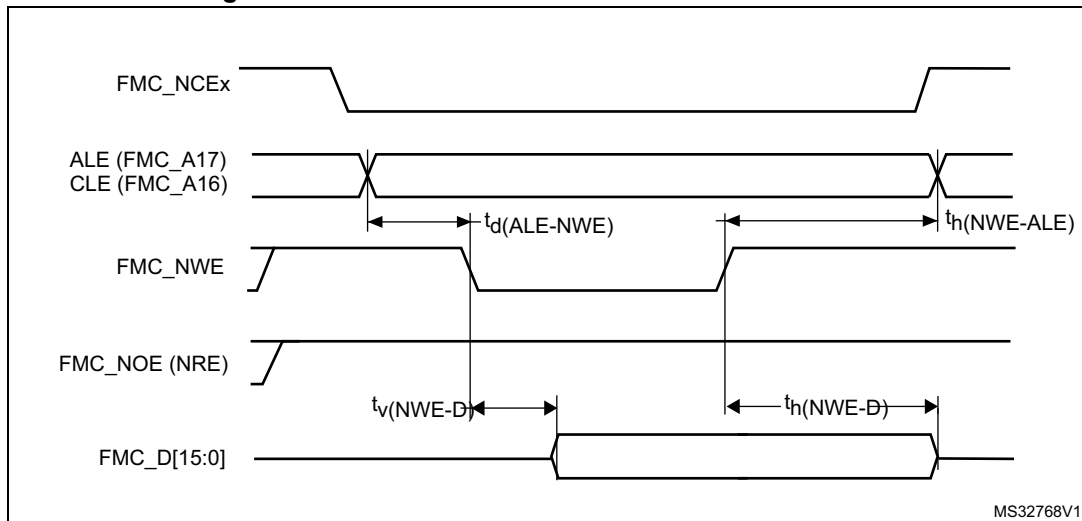 FMC_NCEx
ALE (FMC_A17)
CLE (FMC_A16)
td(ALE-NWE)
th(NWE-ALE)
FMC_NWE
FMC_NOE (NRE)
tv(NWE-D)
th(NWE-D)
FMC_D[15:0]
MS32768V1